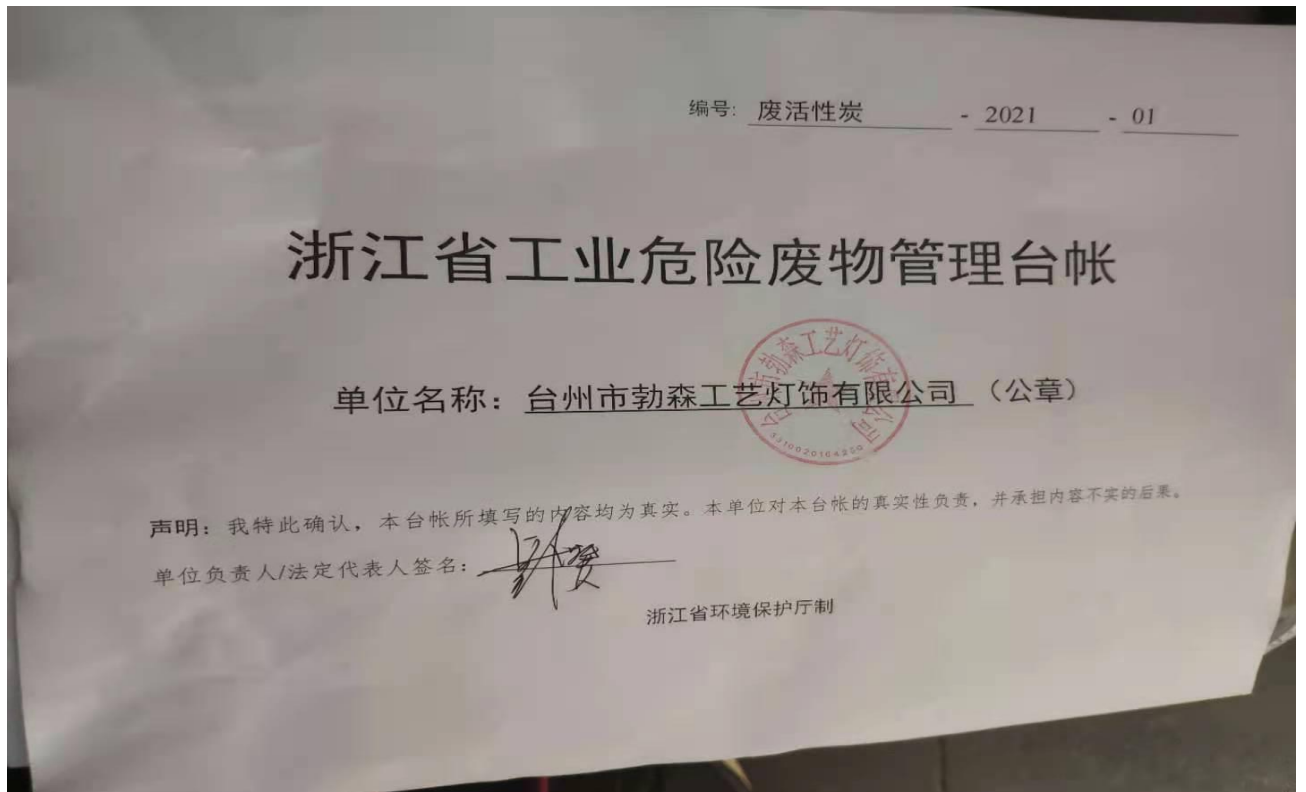 编号: 废活性炭 - 2021 - 01
浙江省工业危险废物管理台帐
单位名称：台州市勃森工艺灯饰有限公司 （公章）
声明：我特此确认，本台帐所填写的内容均为真实。本单位对本台帐的真实性负责，并承担内容不实的后果。
单位负责人/法定代表人签名：
浙江省环境保护厅制